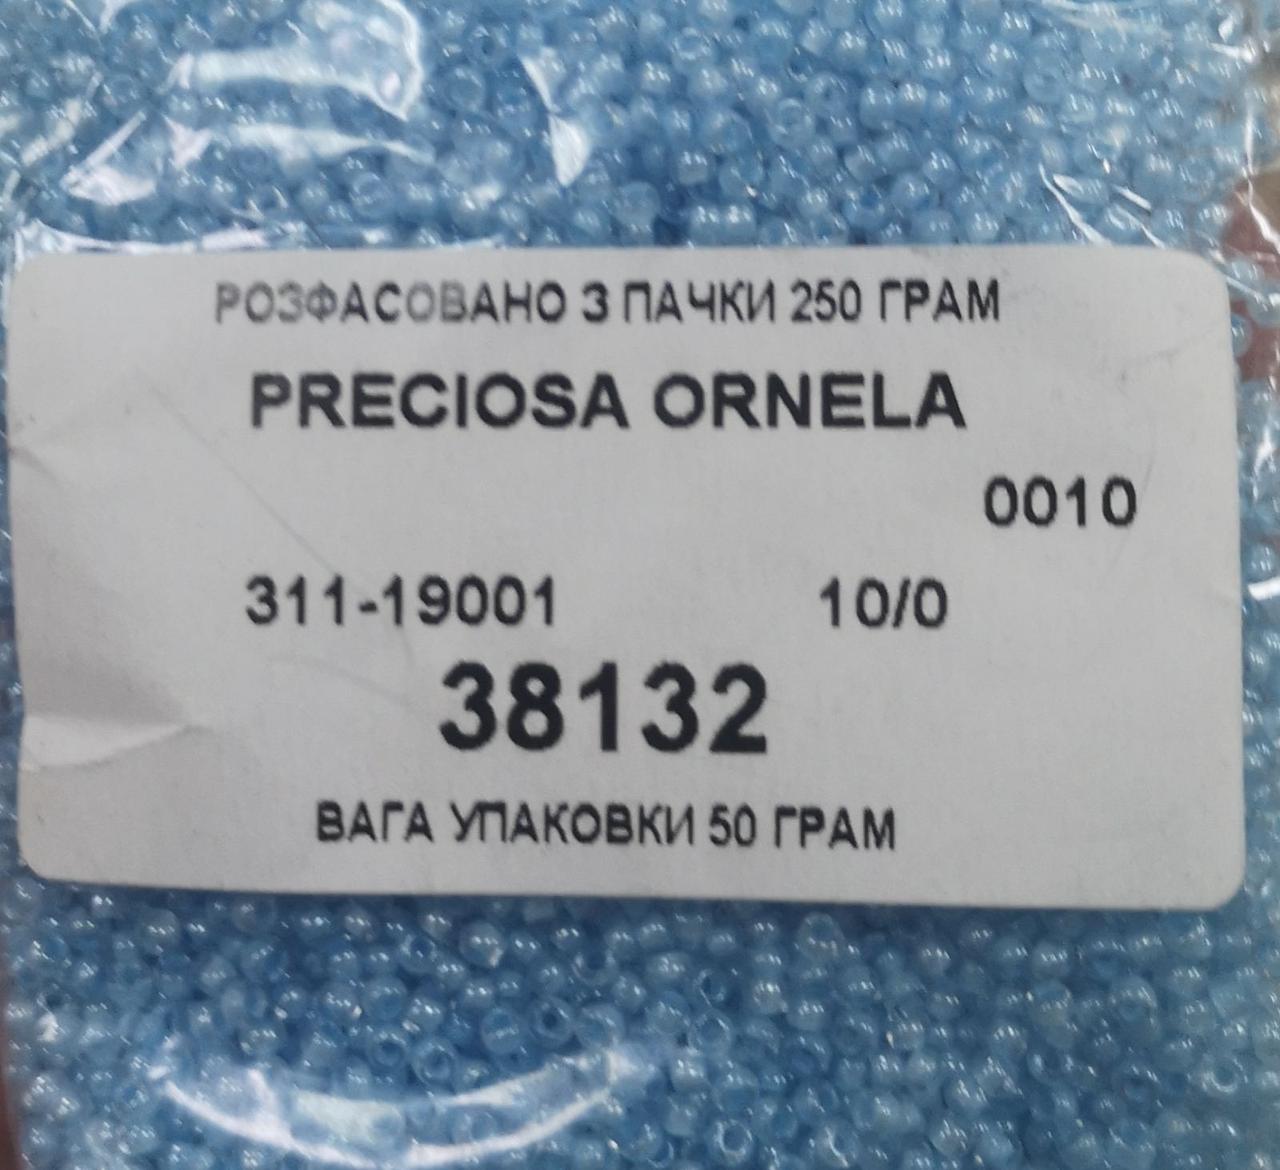 РОЗФАСОВАНО З ПАЧКИ 250 ГРАМ
PRECIOSA ORNELA
0010
311-19001 10/0
38132
ВАГА УПАКОВКИ 50 ГРАМ